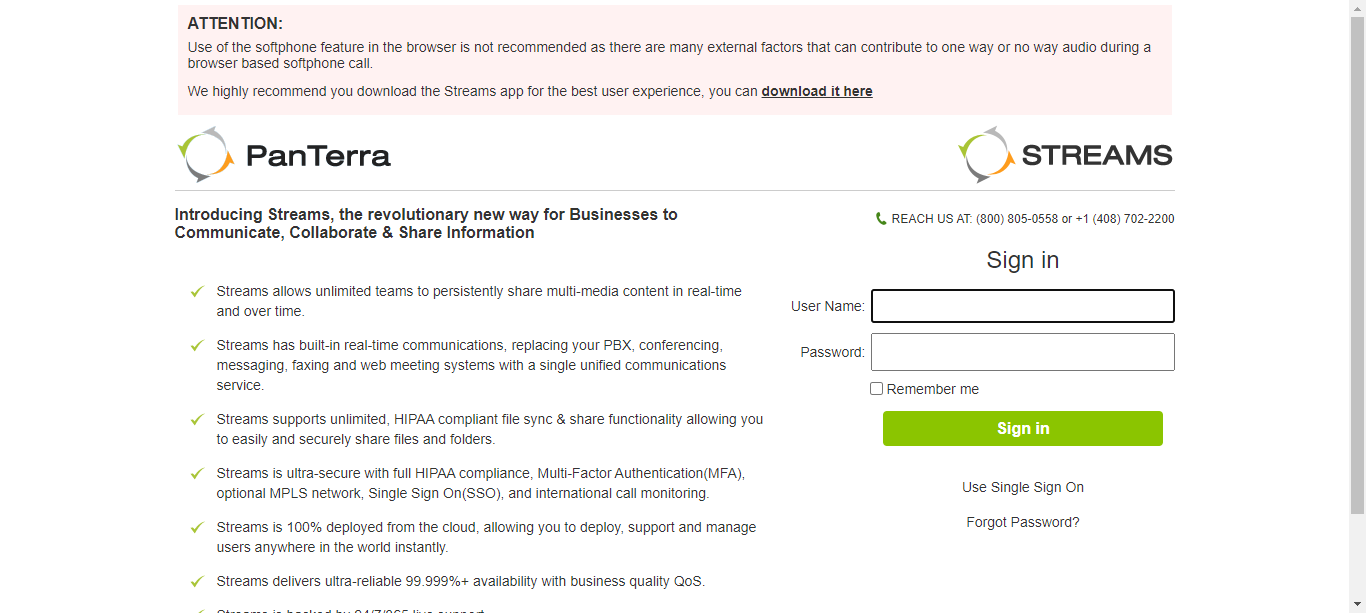 ATTENTION:
Use of the softphone feature in the browser is not recommended as there are many external factors that can contribute to one way or no way audio during a
browser based softphone call.
We highly recommend you download the Streams app for the best user experience, you can download it here
PanTerra
STREAMS
Introducing Streams, the revolutionary new way for Businesses to
Communicate, Collaborate & Share Information
Streams allows unlimited teams to persistently share multi-media content in real-time
and over time.
Streams has built-in real-time communications, replacing your PBX, conferencing,
messaging, faxing and web meeting systems with a single unified communications
service.
Streams supports unlimited, HIPAA compliant file sync & share functionality allowing you
to easily and securely share files and folders.
Streams is ultra-secure with full HIPAA compliance, Multi-Factor Authentication(MFA),
optional MPLS network, Single Sign On(SSO), and international call monitoring.
Streams is 100% deployed from the cloud, allowing you to deploy, support and manage
users anywhere in the world instantly.
Streams delivers ultra-reliable 99.999%+ availability with business quality QoS.
Streams is backed by 24/7/365 live support
REACH US AT: (800) 805-0558 or +1 (408) 702-2200
Sign in
User Name:
Password:
Remember me
Sign in
Use Single Sign On
Forgot Password?